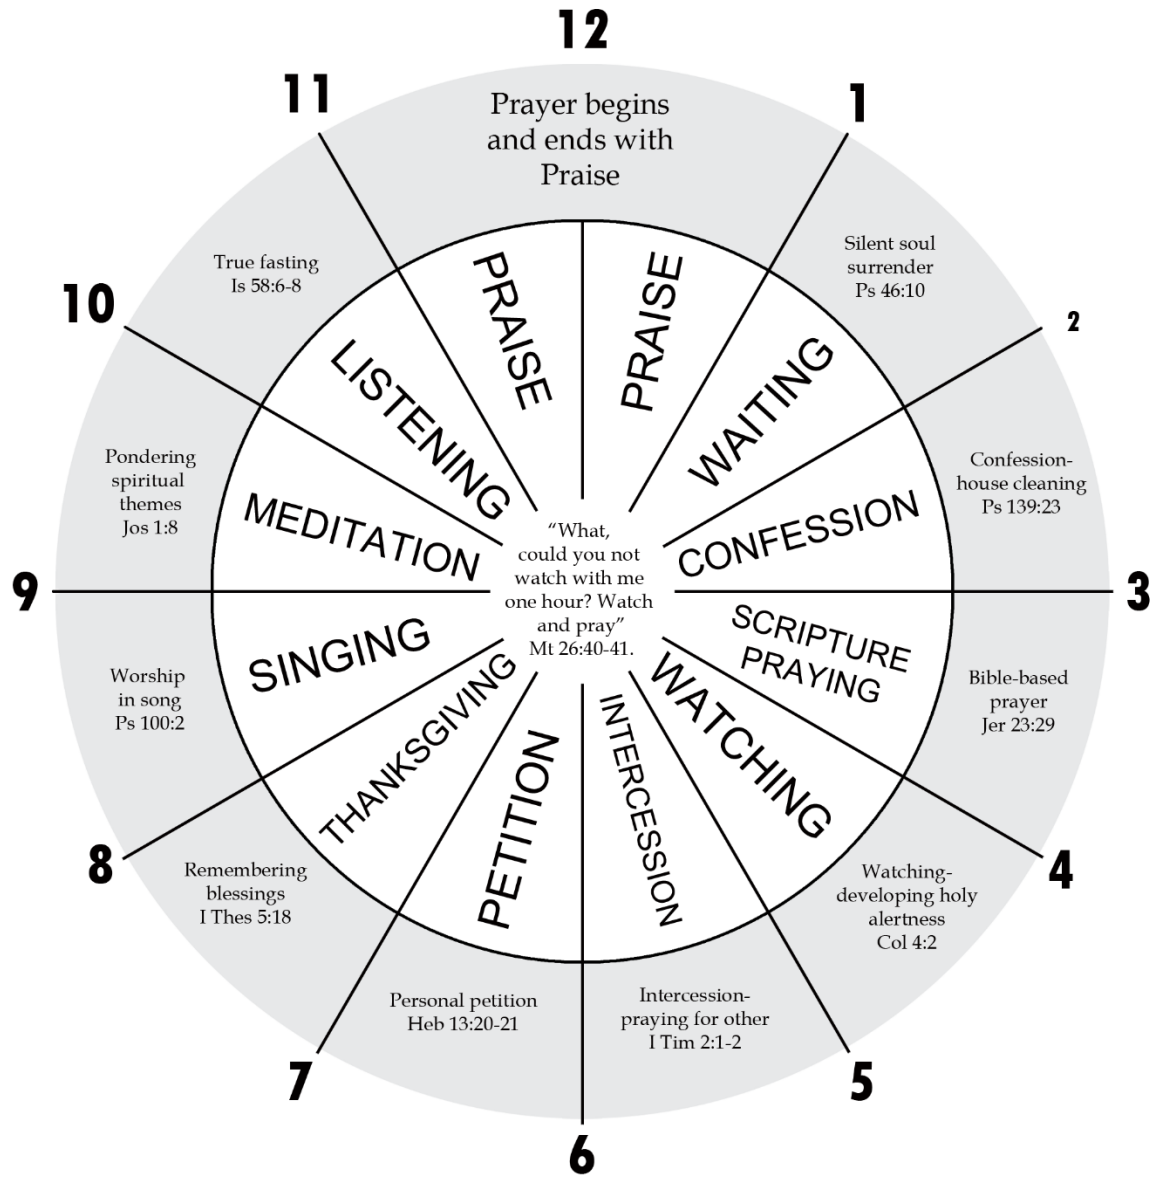 12
Prayer begins
and ends with
Praise
PRAISE
1
Silent soul
surrender
Ps 46:10
WAITING
2
Confession-
house cleaning
Ps 139:23
CONFESSION
3
Bible-based
prayer
Jer 23:29
SCRIPTURE
PRAYING
4
Watching-
developing holy
alertness
Col 4:2
WATCHING
5
Intercession-
praying for other
I Tim 2:1-2
INTERCESSION
6
Personal petition
Heb 13:20-21
PETITION
7
Remembering
blessings
I Thes 5:18
THANKSGIVING
8
Worship
in song
Ps 100:2
SINGING
9
Pondering
spiritual
themes
Jos 1:8
MEDITATION
10
True fasting
Is 58:6-8
LISTENING
11
PRAISE
“What,
could you not
watch with me
one hour? Watch
and pray”
Mt 26:40-41.